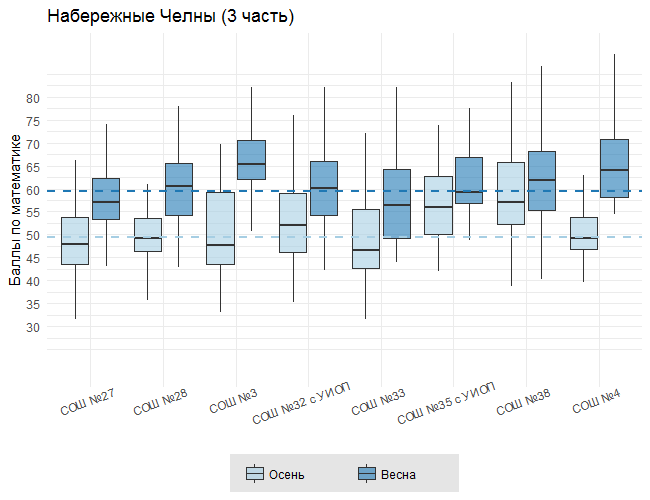 Набережные Челны (3 часть)
Баллы по математике
80
75
70
65
60
55
50
45
40
35
30
СОШ №27
СОШ №28
СОШ №3
СОШ №32 с УИОП
СОШ №33
СОШ №35 с УИОП
СОШ №38
СОШ №4
Осень
Весна